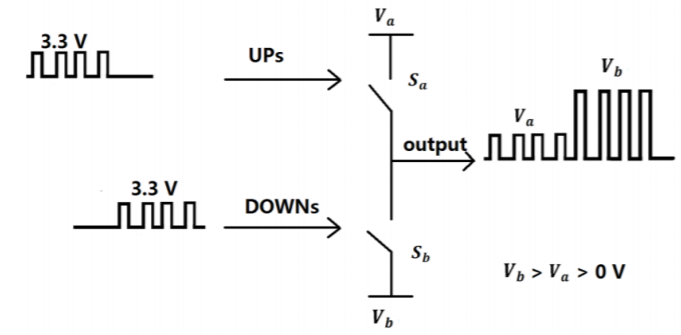 V_a
3.3 V
UPs
V_b
S_a
V_a
output
3.3 V
DOWNs
S_b
V_b > V_a > 0 V
V_b